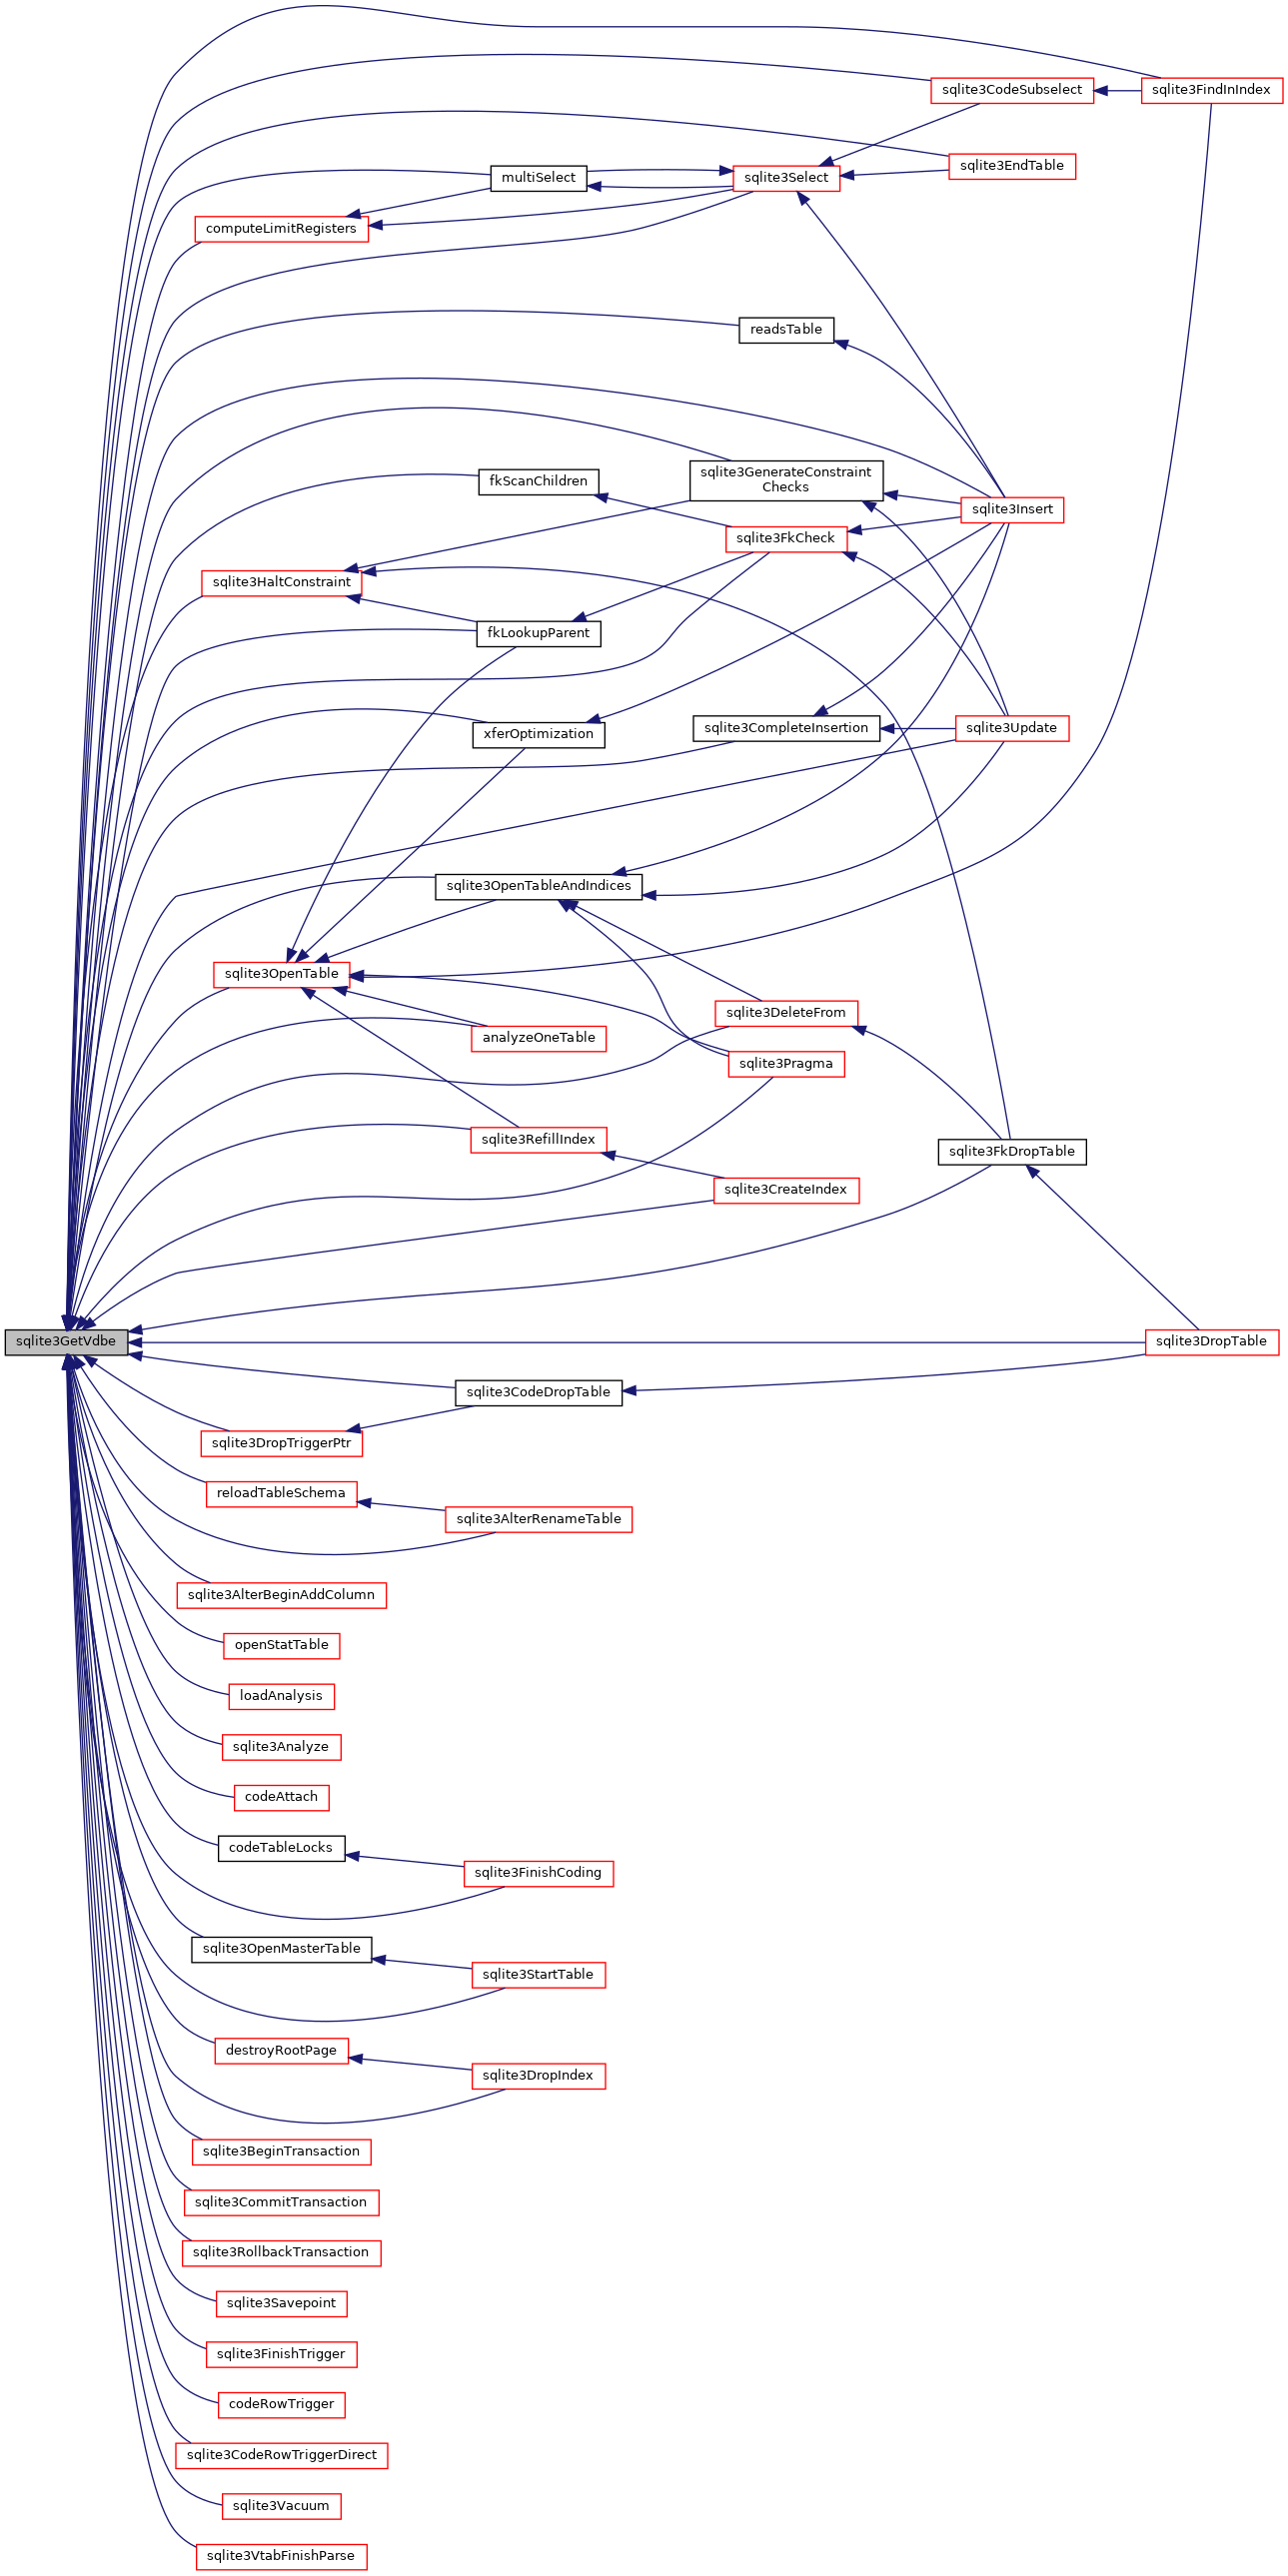 sqlite3CodeSubselect
sqlite3FindInIndex
sqlite3EndTable
multiSelect
sqlite3Select
computeLimitRegisters
readsTable
sqlite3GenerateConstraint
Checks
fkScanChildren
sqlite3Insert
sqlite3FkCheck
sqlite3HaltConstraint
fkLookupParent
xferOptimization
sqlite3CompleteInsertion
sqlite3Update
sqlite3OpenTableAndIndices
sqlite3OpenTable
sqlite3DeleteFrom
analyzeOneTable
sqlite3Pragma
sqlite3RefillIndex
sqlite3FkDropTable
sqlite3CreateIndex
sqlite3GetVdbe
sqlite3DropTable
sqlite3CodeDropTable
sqlite3DropTriggerPtr
reloadTableSchema
sqlite3AlterRenameTable
sqlite3AlterBeginAddColumn
openStatTable
loadAnalysis
sqlite3Analyze
codeAttach
codeTableLocks
sqlite3FinishCoding
sqlite3OpenMasterTable
sqlite3StartTable
destroyRootPage
sqlite3DropIndex
sqlite3BeginTransaction
sqlite3CommitTransaction
sqlite3RollbackTransaction
sqlite3Savepoint
sqlite3FinishTrigger
codeRowTrigger
sqlite3CodeRowTriggerDirect
sqlite3Vacuum
sqlite3VtabFinishParse